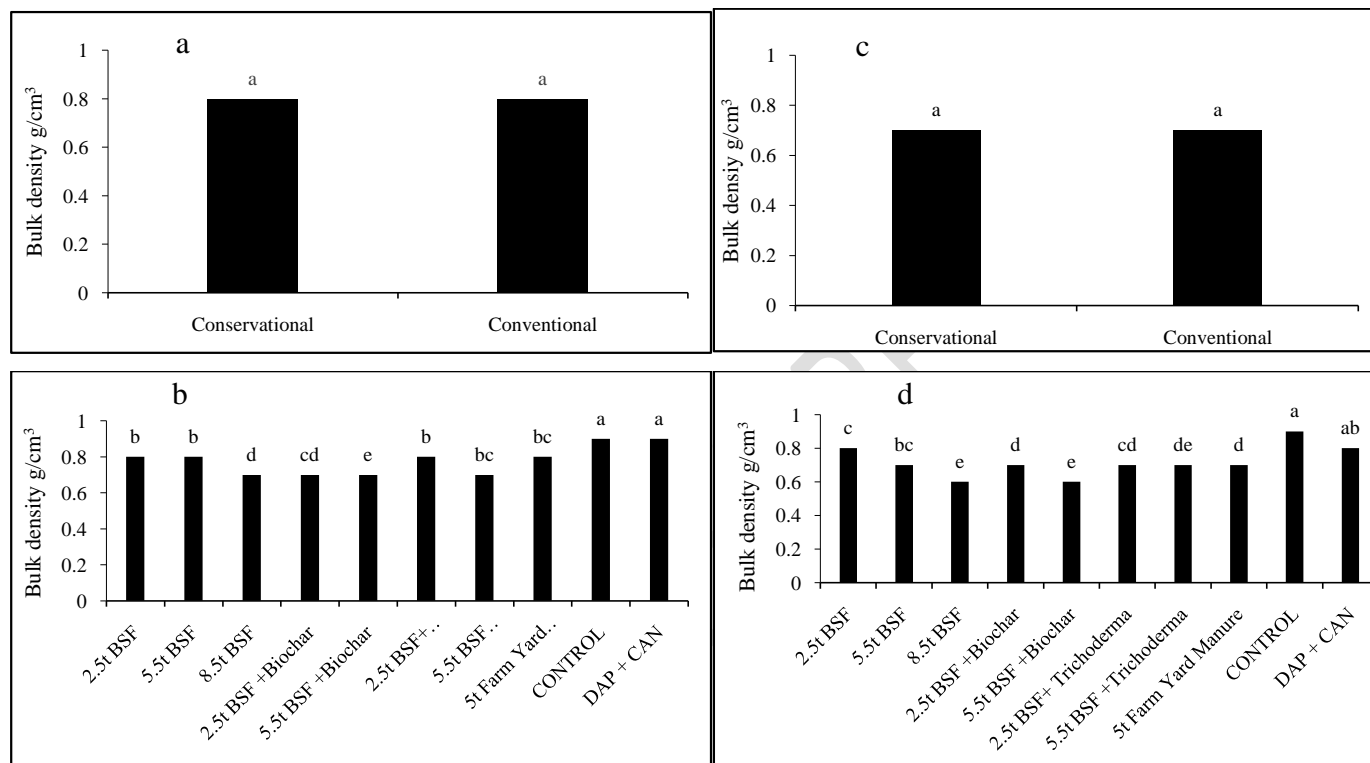 a
Bulk density g/cm³
1
0.8
0.6
0.4
0.2
0
a
a
Conservational
Conventional
c
Bulk densiy g/cm³
1
0.8
0.6
0.4
0.2
0
a
a
Conservational
Conventional
b
Bulk density g/cm³
1
0.8
0.6
0.4
0.2
0
b
b
d
cd
e
b
bc
bc
a
a
2.5t BSF
5.5t BSF
8.5t BSF
2.5t BSF +Biochar
5.5t BSF +Biochar
2.5t BSF+..
5.5t BSF..
5t Farm Yard..
CONTROL
DAP + CAN
d
Bulk density g/cm³
1
0.8
0.6
0.4
0.2
0
c
bc
e
d
e
cd
de
d
a
ab
2.5t BSF
5.5t BSF
8.5t BSF
2.5t BSF +Biochar
5.5t BSF +Biochar
2.5t BSF+ Trichoderma
5.5t BSF +Trichoderma
5t Farm Yard Manure
CONTROL
DAP + CAN